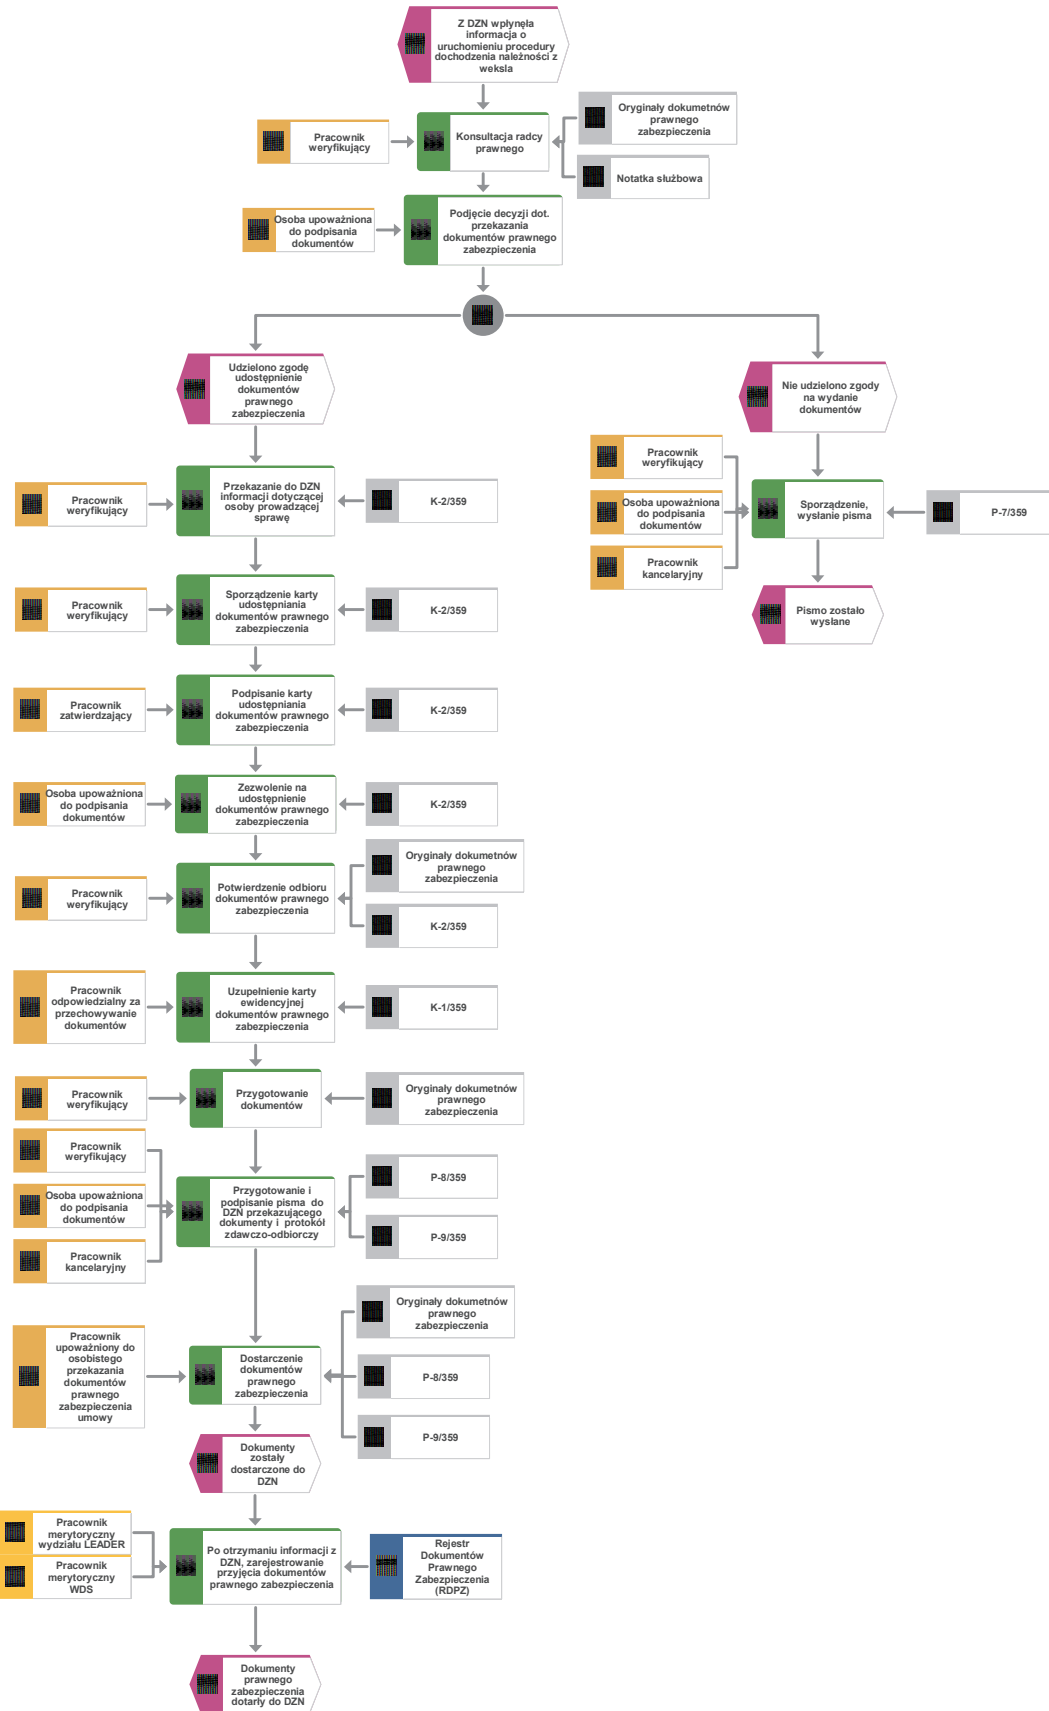 Z DZN wpłynęła
informacja o
uruchomieniu procedury
dochodzenia należności z
weksla
Oryginały dokumetnów
prawnego
zabezpieczenia
Pracownik
weryfikujący
Konsultacja radcy
prawnego
Notatka służbowa
Osoba upoważniona
do podpisania
dokumentów
Podjęcie decyzji dot.
przekazania
dokumentów prawnego
zabezpieczenia
Udzielono zgodę
udostępnienie
dokumentów
prawnego
zabezpieczenia
Nie udzielono zgody
na wydanie
dokumentów
Pracownik
weryfikujący
Osoba upoważniona
do podpisania
dokumentów
Pracownik
kancelaryjny
Sporządzenie,
wysłanie pisma
P-7/359
Pismo zostało
wysłane
Pracownik
weryfikujący
Przekazanie do DZN
informacji dotyczącej
osoby prowadzącej
sprawę
K-2/359
Pracownik
weryfikujący
Sporządzenie karty
udostępniania
dokumentów prawnego
zabezpieczenia
K-2/359
Pracownik
zatwierdzający
Podpisanie karty
udostępniania
dokumentów prawnego
zabezpieczenia
K-2/359
Osoba upoważniona
do podpisania
dokumentów
Zezwolenie na
udostępnienie
dokumentów prawnego
zabezpieczenia
K-2/359
Oryginały dokumetnów
prawnego
zabezpieczenia
Pracownik
weryfikujący
Potwierdzenie odbioru
dokumentów prawnego
zabezpieczenia
K-2/359
Pracownik
odpowiedzialny za
przechowywanie
dokumentów
Uzupełnienie karty
ewidencyjnej
dokumentów prawnego
zabezpieczenia
K-1/359
Pracownik
weryfikujący
Przygotowanie
dokumentów
Oryginały dokumetnów
prawnego
zabezpieczenia
Pracownik
weryfikujący
Osoba upoważniona
do podpisania
dokumentów
Pracownik
kancelaryjny
Przygotowanie i
podpisanie pisma do
DZN przekazującego
dokumenty i protokół
zdawczo-odbiorczy
P-8/359
P-9/359
Oryginały dokumetnów
prawnego
zabezpieczenia
Pracownik
upoważniony do
osobistego
przekazania
dokumentów
prawnego
zabezpieczenia
umowy
Dostarczenie
dokumentów
prawnego
zabezpieczenia
P-8/359
P-9/359
Dokumenty
zostały
dostarczone do
DZN
Pracownik
merytoryczny
wydziału LEADER
Pracownik
merytoryczny
WDS
Po otrzymaniu informacji z
DZN, zarejestrowanie
przyjęcia dokumentów
prawnego zabezpieczenia
Rejestr
Dokumentów
Prawnego
Zabezpieczenia
(RDPZ)
Dokumenty
prawnego
zabezpieczenia
dotarły do DZN